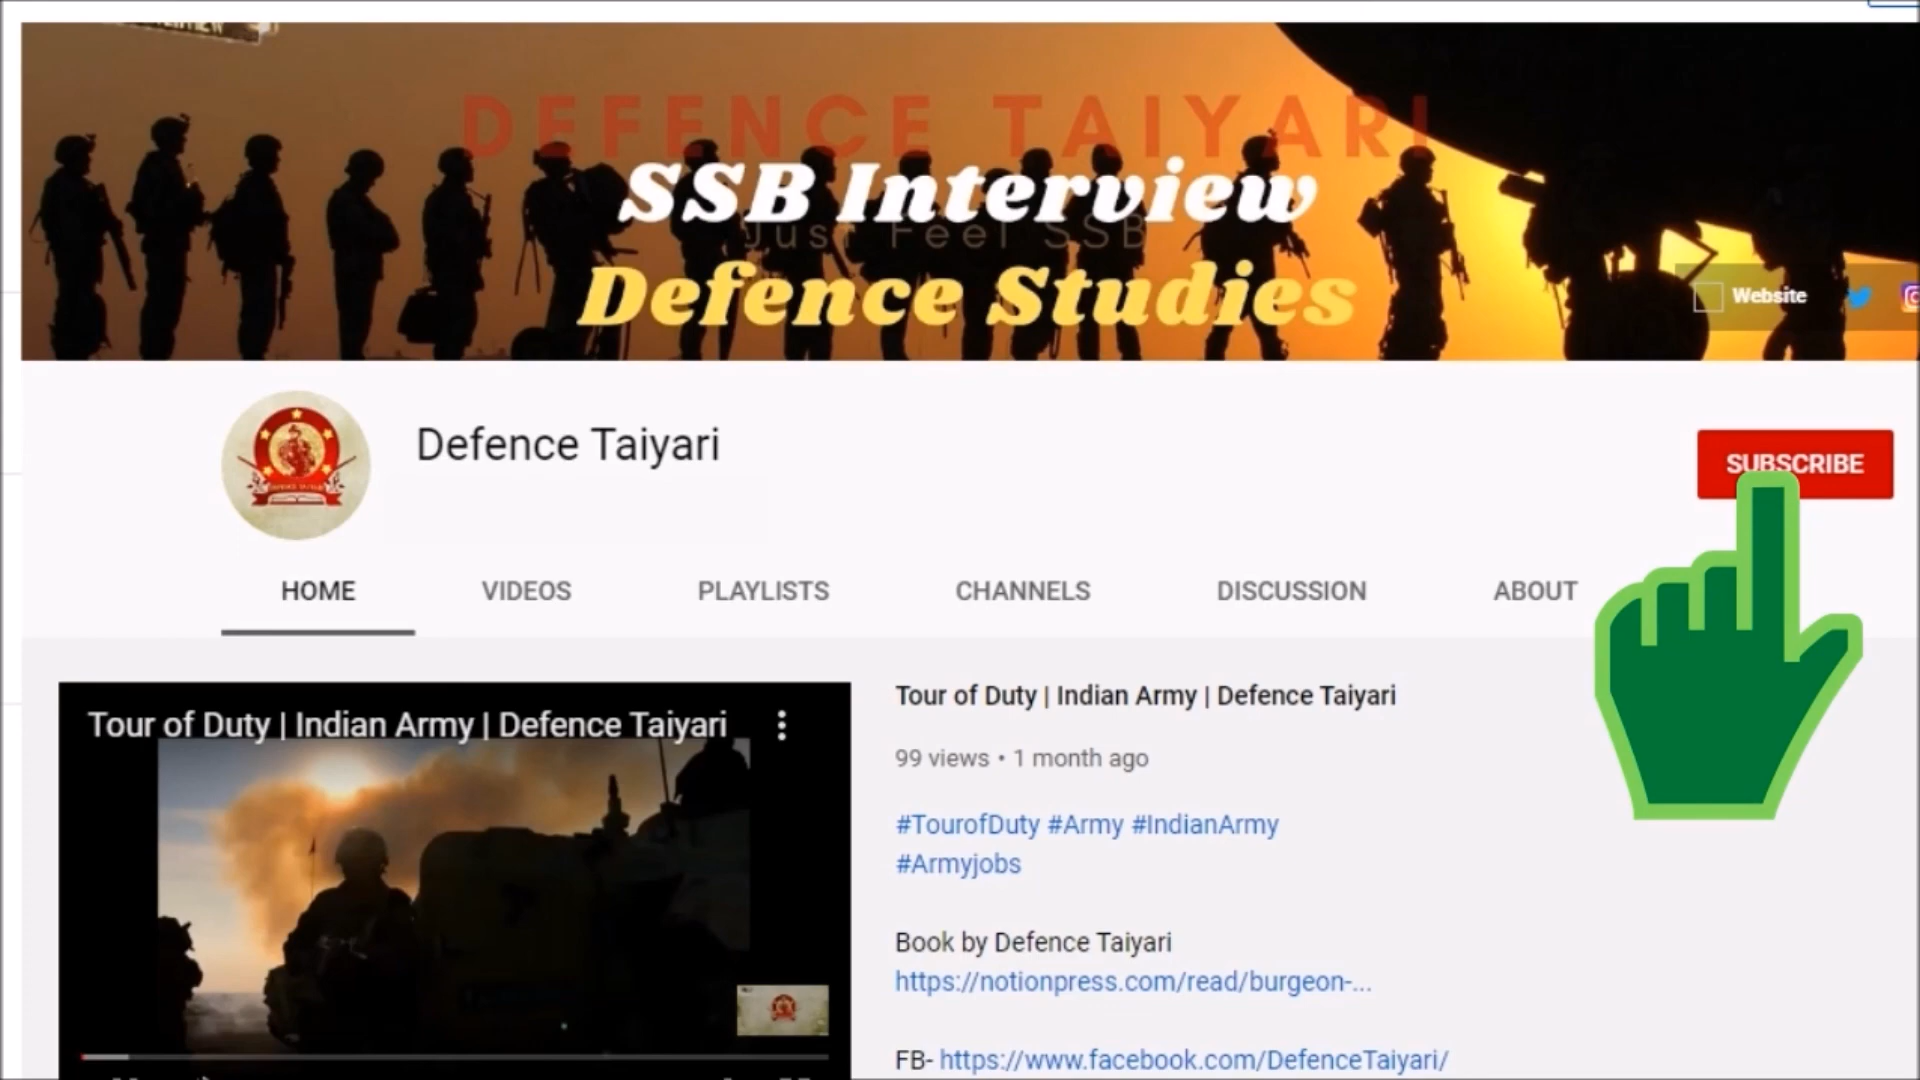 DEFENCE TAIYARI
SSB Interview
Just Feel SSB
Defence Studies
Website
Defence Taiyari
SUBSCRIBE
HOME VIDEOS PLAYLISTS CHANNELS DISCUSSION ABOUT
Tour of Duty | Indian Army | Defence Taiyari
Tour of Duty | Indian Army | Defence Taiyari
99 views • 1 month ago
#TourofDuty #Army #IndianArmy
#Armyjobs
Book by Defence Taiyari
https://notionpress.com/read/burgeon-...
FB- https://www.facebook.com/DefenceTaiyari/